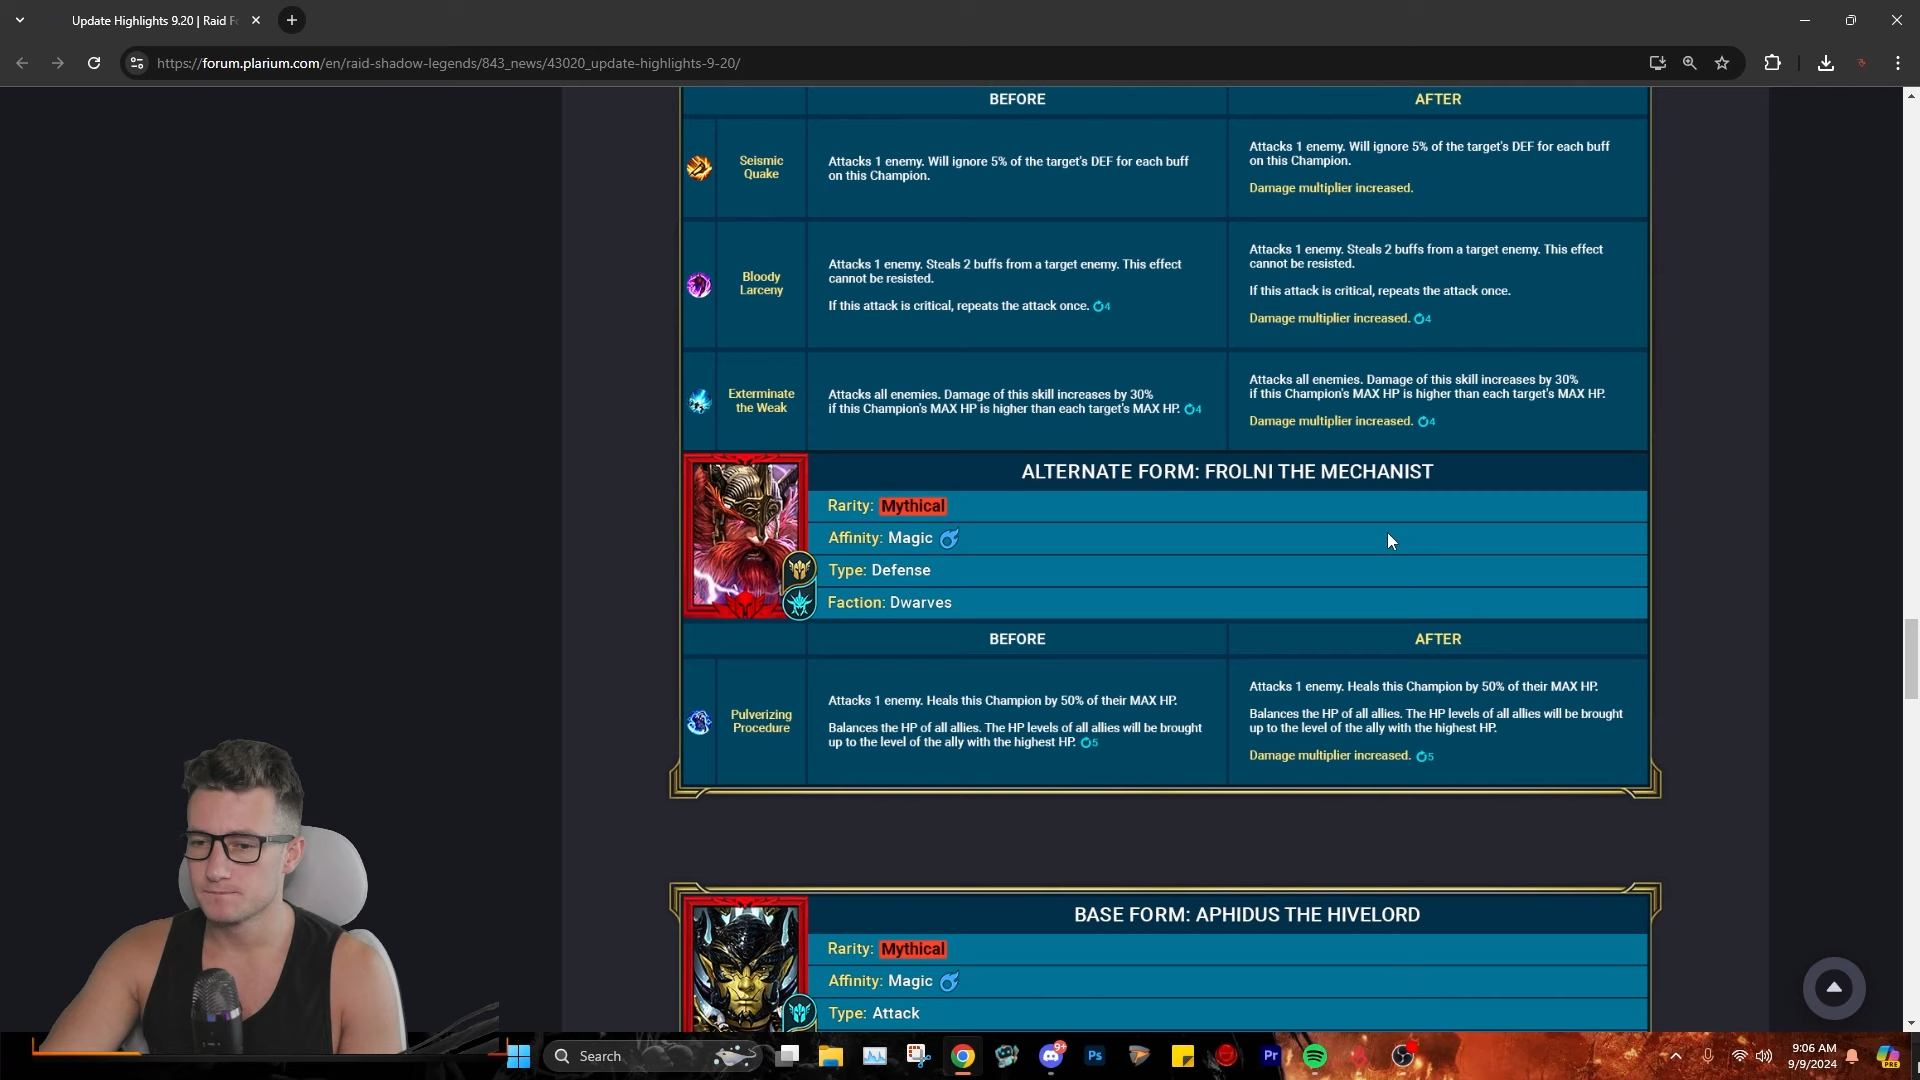 Update Highlights 9.20 | Raid F
https://forum.plarium.com/en/raid-shadow-legends/843_news/43020_update-highlights-9-20/
BEFORE
AFTER
Seismic
Quake
Attacks 1 enemy. Will ignore 5% of the target's DEF for each buff
on this Champion.
Attacks 1 enemy. Will ignore 5% of the target's DEF for each buff
on this Champion.
Damage multiplier increased.
Bloody
Larceny
Attacks 1 enemy. Steals 2 buffs from a target enemy. This effect
cannot be resisted.
If this attack is critical, repeats the attack once. 4
Attacks 1 enemy. Steals 2 buffs from a target enemy. This effect
cannot be resisted.
If this attack is critical, repeats the attack once.
Damage multiplier increased. 4
Exterminate
the Weak
Attacks all enemies. Damage of this skill increases by 30%
if this Champion's MAX HP is higher than each target's MAX HP. 4
Attacks all enemies. Damage of this skill increases by 30%
if this Champion's MAX HP is higher than each target's MAX HP.
Damage multiplier increased. 4
ALTERNATE FORM: FROLNI THE MECHANIST
Rarity: Mythical
Affinity: Magic
Type: Defense
Faction: Dwarves
BEFORE
AFTER
Pulverizing
Procedure
Attacks 1 enemy. Heals this Champion by 50% of their MAX HP.
Balances the HP of all allies. The HP levels of all allies will be brought
up to the level of the ally with the highest HP. 5
Attacks 1 enemy. Heals this Champion by 50% of their MAX HP.
Balances the HP of all allies. The HP levels of all allies will be brought
up to the level of the ally with the highest HP.
Damage multiplier increased. 5
BASE FORM: APHIDUS THE HIVELORD
Rarity: Mythical
Affinity: Magic
Type: Attack
Search
9+
Ps
Pr
9:06 AM
9/9/2024
PRE